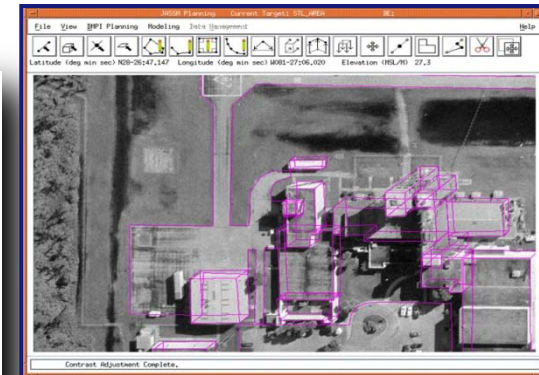 JASSM Planning Current Target: STL_AREA BE:
File View DMPI Planning Modeling Data Management Help
Latitude (deg min sec) N28-26:47.147 Longitude (deg min sec) W081-27:06.020 Elevation (MSL/M) 27.3
Contrast Adjustment Complete.